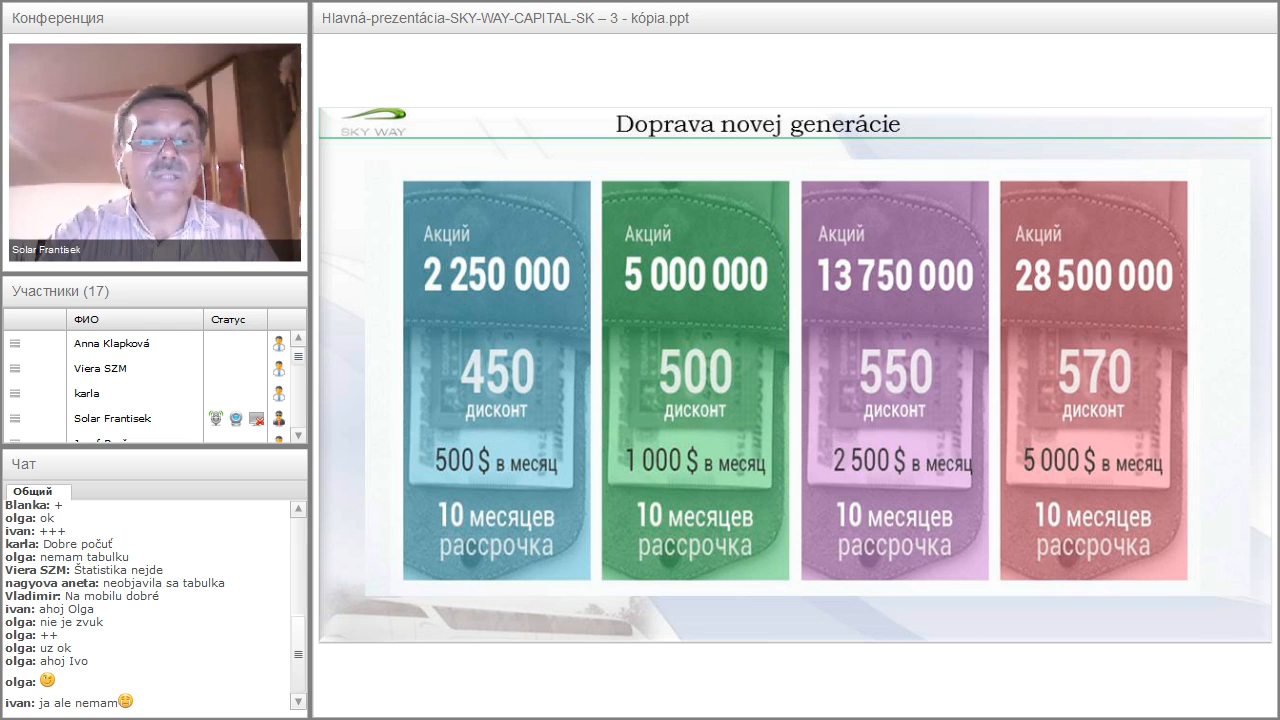 Конференция
Solar Frantisek
Участники (17)
ФИО
Статус
Anna Klapková
Viera SZM
karla
Solar Frantisek
Чат
Общий
Blanka: +
olga: ok
ivan: +++
karla: Dobre počuť
olga: nemam tabulku
Viera SZM: Štatistika nejde
nagyova aneta: neobjavila sa tabulka
Vladimir: Na mobilu dobré
ivan: ahoj Olga
olga: nie je zvuk
olga: ++
olga: uz ok
olga: ahoj Ivo
olga:
ivan: ja ale nemam
Hlavná-prezentácia-SKY-WAY-CAPITAL-SK – 3 - kópia.ppt
SKY WAY
Doprava novej generácie
Акций
2 250 000
450
дисконт
500 $ в месяц
10 месяцев
рассрочка
Акций
5 000 000
500
дисконт
1 000 $ в месяц
10 месяцев
рассрочка
Акций
13 750 000
550
дисконт
2 500 $ в месяц
10 месяцев
рассрочка
Акций
28 500 000
570
дисконт
5 000 $ в месяц
10 месяцев
рассрочка